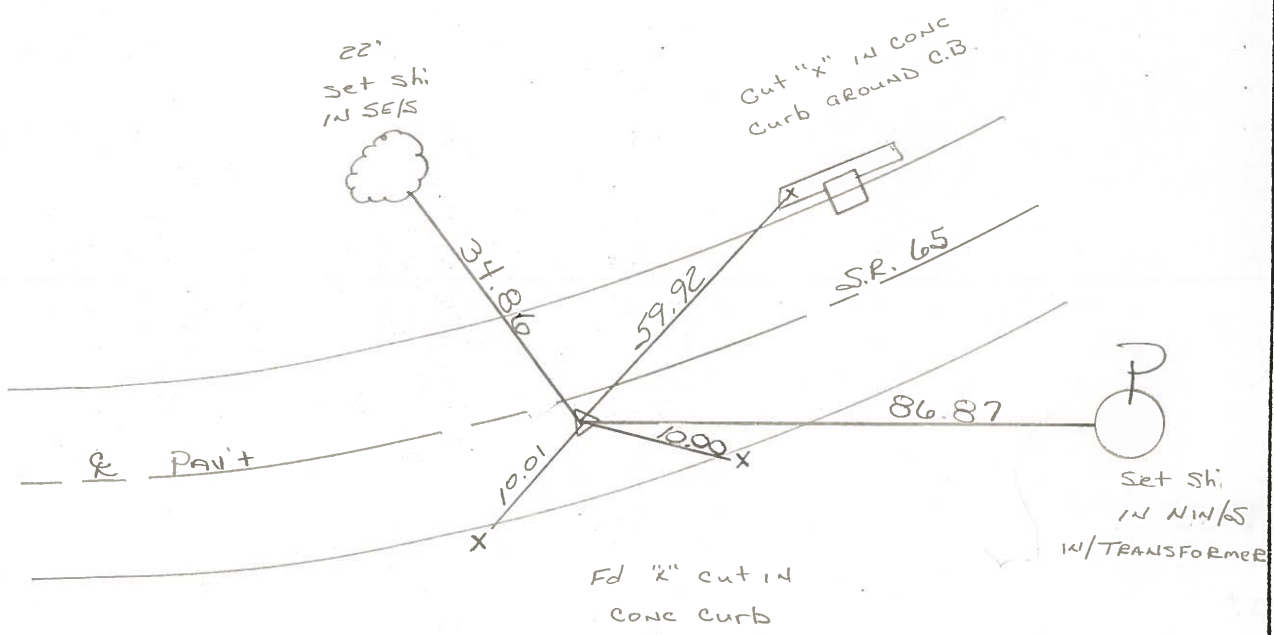 22"
Set Shi
IN SE/S
Cut "x" IN CONC
Curb AROUND C.B.
34.86
59.92
S.R. 65
P
86.87
10.00
x
10.01
x
x
℄ PAV't
Set Shi
IN NW/S
W/TRANSFORMER
Fd "x" cut IN
CONC Curb